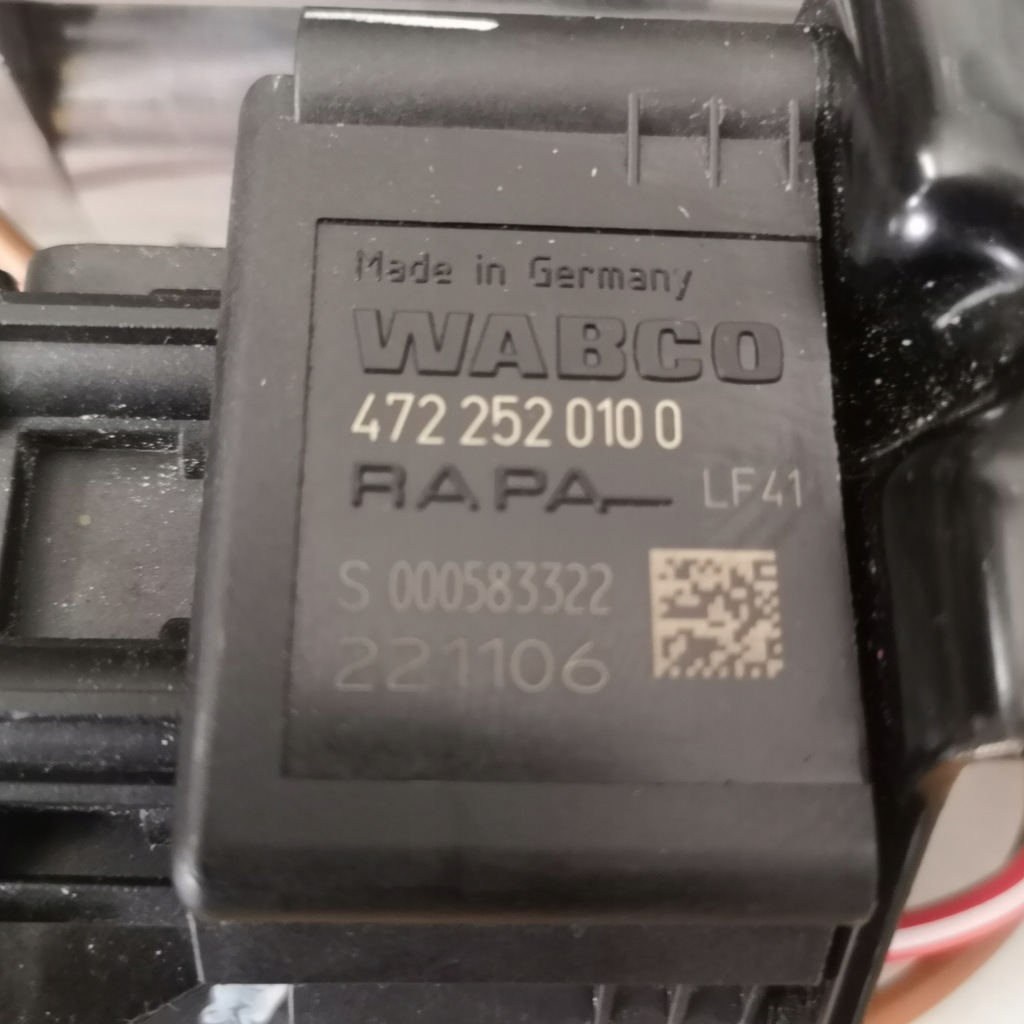 Made in Germany
WABCO
472 252 010 0
RAPA LF41
S 000583322
221106